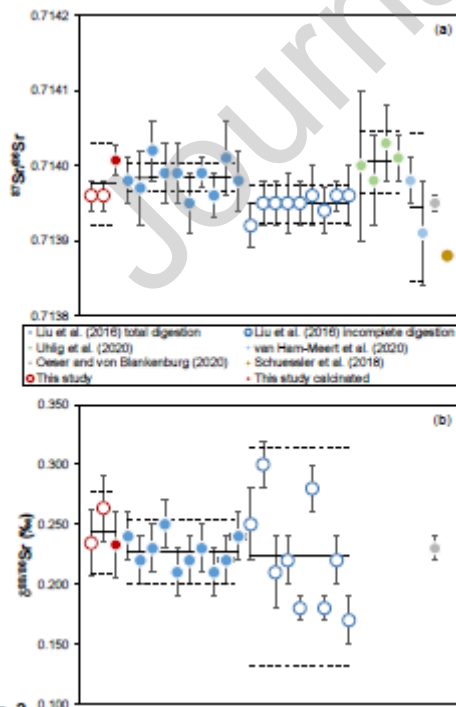 0.7142
(a)
0.7141
0.7140
0.7139
0.7138
⁸⁷Sr/⁸⁶Sr
Journ
Liu et al. (2016) total digestion
Liu et al. (2016) incomplete digestion
Uhlig et al. (2020)
van Ham-Meert et al. (2020)
Oeser and von Blankenburg (2020)
Schuessler et al. (2018)
This study
This study calcinated
0.350
(b)
0.300
0.250
0.200
0.150
0.100
δ⁸⁸/⁸⁶Sr (‰)